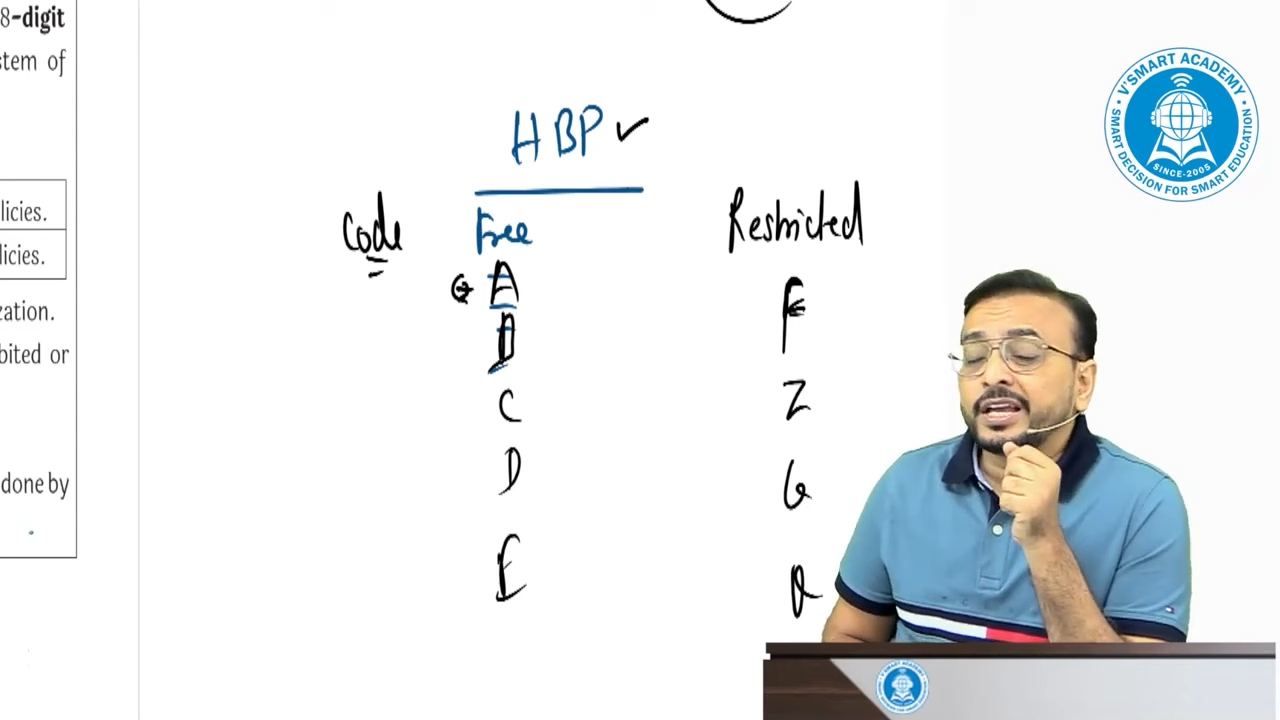 8-digit
stem of
licies.
licies.
zation.
bited or
done by
HBP ✓
Code Free Restricted
A F
B Z
C G
D Q
E
V'SMART ACADEMY
SMART DECISION FOR SMART EDUCATION
SINCE-2005